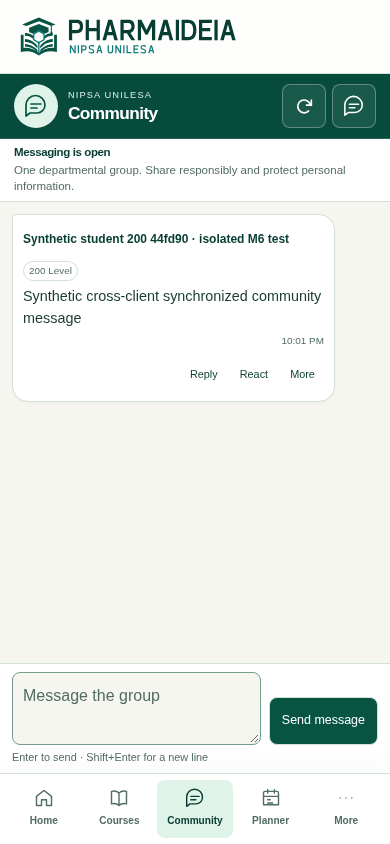 PHARMAIDEIA
NIPSA UNILESA
NIPSA UNILESA
Community
Messaging is open
One departmental group. Share responsibly and protect personal
information.
Synthetic student 200 44fd90 · isolated M6 test
200 Level
Synthetic cross-client synchronized community
message
10:01 PM
Reply React More
Message the group
Send message
Enter to send · Shift+Enter for a new line
Home Courses Community Planner More